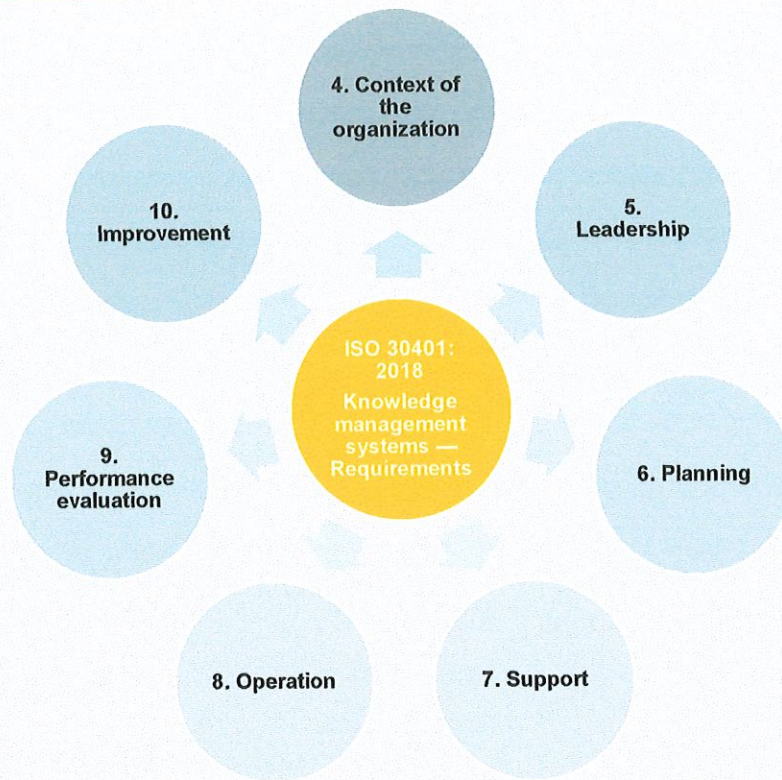 4. Context of
the
organization
5.
Leadership
6. Planning
7. Support
8. Operation
9.
Performance
evaluation
10.
Improvement
ISO 30401:
2018
Knowledge
management
systems —
Requirements